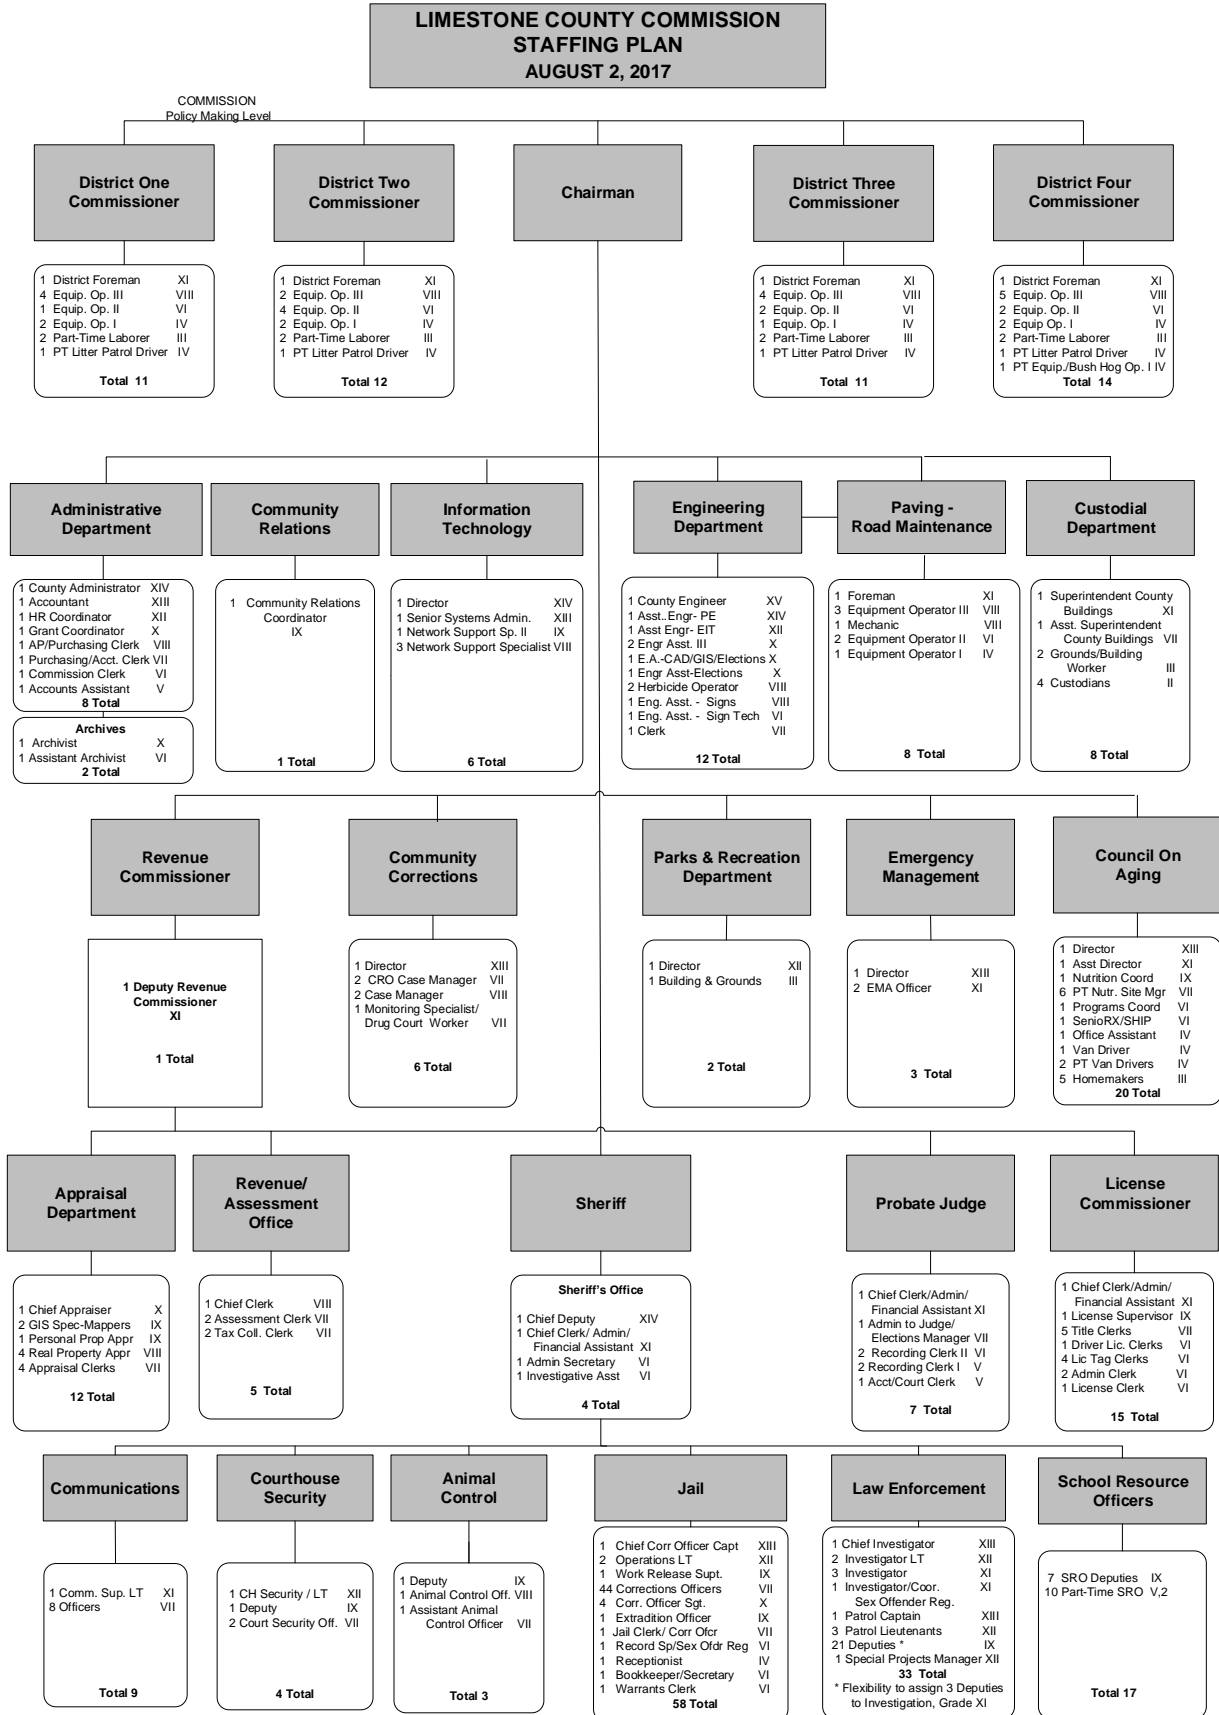 LIMESTONE COUNTY COMMISSION
STAFFING PLAN
AUGUST 2, 2017
COMMISSION
Policy Making Level
District One
Commissioner
District Two
Commissioner
Chairman
District Three
Commissioner
District Four
Commissioner
1 District Foreman XI
4 Equip. Op. III VIII
1 Equip. Op. II VI
2 Equip. Op. I IV
2 Part-Time Laborer III
1 PT Litter Patrol Driver IV
Total 11
1 District Foreman XI
2 Equip. Op. III VIII
4 Equip. Op. II VI
2 Equip. Op. I IV
2 Part-Time Laborer III
1 PT Litter Patrol Driver IV
Total 12
1 District Foreman XI
4 Equip. Op. III VIII
2 Equip. Op. II VI
1 Equip. Op. I IV
2 Part-Time Laborer III
1 PT Litter Patrol Driver IV
Total 11
1 District Foreman XI
5 Equip. Op. III VIII
2 Equip. Op. II VI
2 Equip Op. I IV
2 Part-Time Laborer III
1 PT Litter Patrol Driver IV
1 PT Equip./Bush Hog Op. I IV
Total 14
Administrative
Department
Community
Relations
Information
Technology
Engineering
Department
Paving -
Road Maintenance
Custodial
Department
1 County Administrator XIV
1 Accountant XIII
1 HR Coordinator XII
1 Grant Coordinator X
1 AP/Purchasing Clerk VIII
1 Purchasing/Acct. Clerk VII
1 Commission Clerk VI
1 Accounts Assistant V
8 Total
Archives
1 Archivist X
1 Assistant Archivist VI
2 Total
1 Community Relations
Coordinator
IX
1 Total
1 Director XIV
1 Senior Systems Admin. XIII
1 Network Support Sp. II IX
3 Network Support Specialist VIII
6 Total
1 County Engineer XV
1 Asst..Engr- PE XIV
1 Asst Engr- EIT XII
2 Engr Asst. III X
1 E.A.-CAD/GIS/Elections X
1 Engr Asst-Elections X
2 Herbicide Operator VIII
1 Eng. Asst. - Signs VIII
1 Eng. Asst. - Sign Tech VI
1 Clerk VII
12 Total
1 Foreman XI
3 Equipment Operator III VIII
1 Mechanic VIII
2 Equipment Operator II VI
1 Equipment Operator I IV
8 Total
1 Superintendent County
Buildings XI
1 Asst. Superintendent
County Buildings VII
2 Grounds/Building
Worker III
4 Custodians II
8 Total
Revenue
Commissioner
Community
Corrections
Parks & Recreation
Department
Emergency
Management
Council On
Aging
1 Deputy Revenue
Commissioner
XI
1 Total
1 Director XIII
2 CRO Case Manager VII
2 Case Manager VIII
1 Monitoring Specialist/
Drug Court Worker VII
6 Total
1 Director XII
1 Building & Grounds III
2 Total
1 Director XIII
2 EMA Officer XI
3 Total
1 Director XIII
1 Asst Director XI
1 Nutrition Coord IX
6 PT Nutr. Site Mgr VII
1 Programs Coord VI
1 SenioRX/SHIP VI
1 Office Assistant IV
1 Van Driver IV
2 PT Van Drivers IV
5 Homemakers III
20 Total
Appraisal
Department
Revenue/
Assessment
Office
Sheriff
Probate Judge
License
Commissioner
1 Chief Appraiser X
2 GIS Spec-Mappers IX
1 Personal Prop Appr IX
4 Real Property Appr VIII
4 Appraisal Clerks VII
12 Total
1 Chief Clerk VIII
2 Assessment Clerk VII
2 Tax Coll. Clerk VII
5 Total
Sheriff's Office
1 Chief Deputy XIV
1 Chief Clerk/ Admin/
Financial Assistant XI
1 Admin Secretary VI
1 Investigative Asst VI
4 Total
1 Chief Clerk/Admin/
Financial Assistant XI
1 Admin to Judge/
Elections Manager VII
2 Recording Clerk II VI
2 Recording Clerk I V
1 Acct/Court Clerk V
7 Total
1 Chief Clerk/Admin/
Financial Assistant XI
1 License Supervisor IX
5 Title Clerks VII
1 Driver Lic. Clerks VI
4 Lic Tag Clerks VI
2 Admin Clerk VI
1 License Clerk VI
15 Total
Communications
Courthouse
Security
Animal
Control
Jail
Law Enforcement
School Resource
Officers
1 Comm. Sup. LT XI
8 Officers VII
Total 9
1 CH Security / LT XII
1 Deputy IX
2 Court Security Off. VII
4 Total
1 Deputy IX
1 Animal Control Off. VIII
1 Assistant Animal
Control Officer VII
Total 3
1 Chief Corr Officer Capt XIII
2 Operations LT XII
1 Work Release Supt. IX
44 Corrections Officers VII
4 Corr. Officer Sgt. X
1 Extradition Officer IX
1 Jail Clerk/ Corr Ofcr VII
1 Record Sp/Sex Ofdr Reg VI
1 Receptionist IV
1 Bookkeeper/Secretary VI
1 Warrants Clerk VI
58 Total
1 Chief Investigator XIII
2 Investigator LT XII
3 Investigator XI
1 Investigator/Coor. XI
Sex Offender Reg.
1 Patrol Captain XIII
3 Patrol Lieutenants XII
21 Deputies * IX
1 Special Projects Manager XII
33 Total
* Flexibility to assign 3 Deputies
to Investigation, Grade XI
7 SRO Deputies IX
10 Part-Time SRO V,2
Total 17